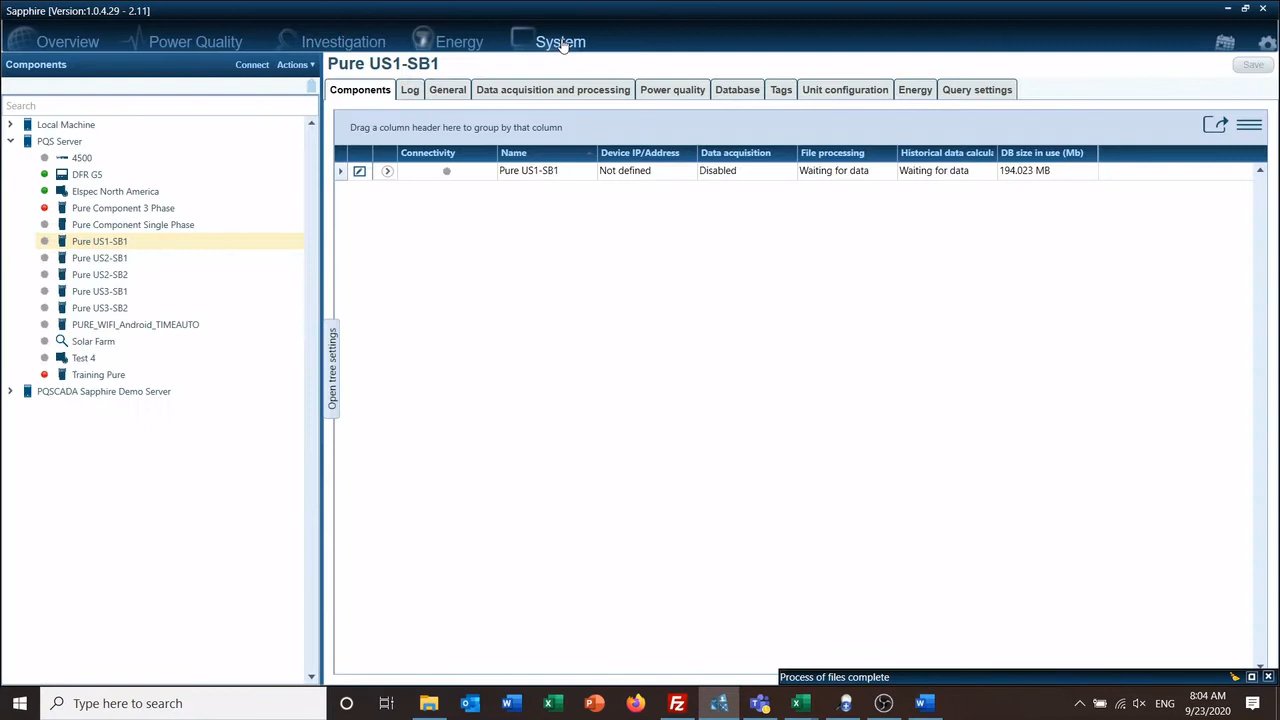 Sapphire [Version:1.0.4.29 - 2.11]
Overview Power Quality Investigation Energy System
Components Connect Actions
Pure US1-SB1
Save
Components Log General Data acquisition and processing Power quality Database Tags Unit configuration Energy Query settings
Search
Local Machine
PQS Server
4500
DFR G5
Elspec North America
Pure Component 3 Phase
Pure Component Single Phase
Pure US1-SB1
Pure US2-SB1
Pure US2-SB2
Pure US3-SB1
Pure US3-SB2
PURE_WIFI_Android_TIMEAUTO
Solar Farm
Test 4
Training Pure
PQSCADA Sapphire Demo Server
Open tree settings
Drag a column header here to group by that column
Connectivity Name Device IP/Address Data acquisition File processing Historical data calcula DB size in use (Mb)
Pure US1-SB1 Not defined Disabled Waiting for data Waiting for data 194.023 MB
Process of files complete
Type here to search
ENG
8:04 AM
9/23/2020